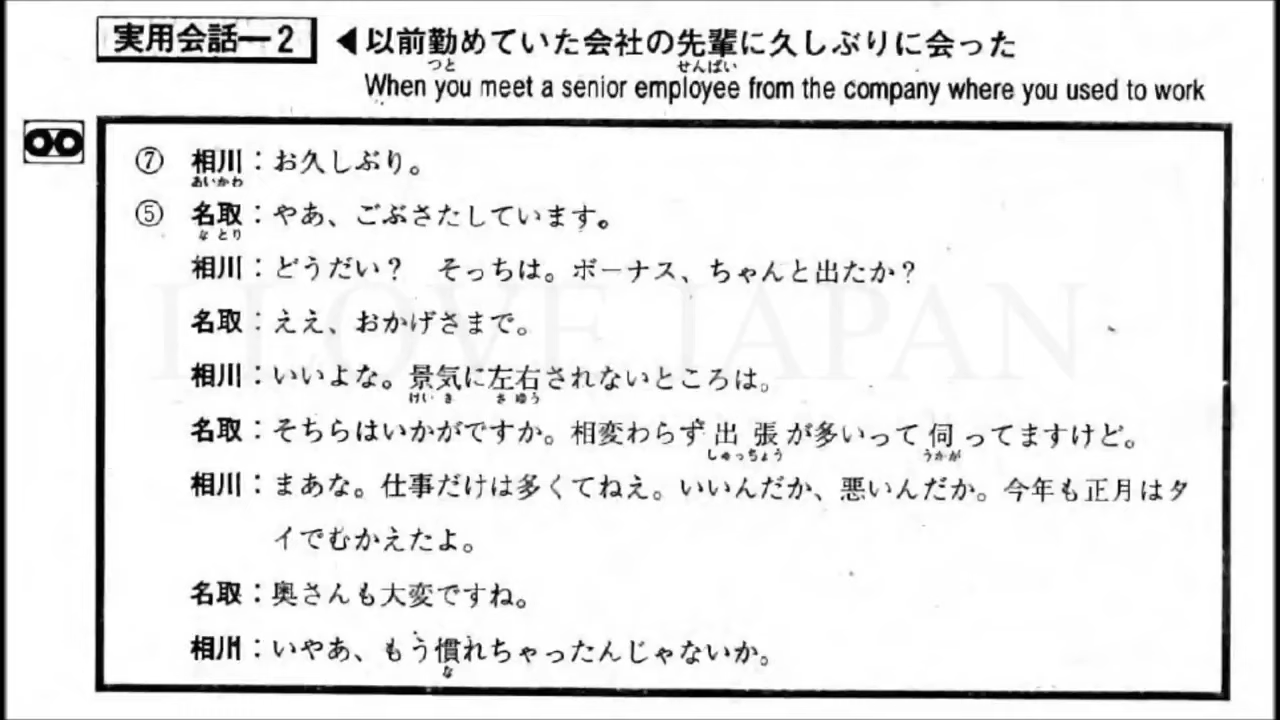 実用会話―2 ◀以前勤めていた会社の先輩に久しぶりに会った
つと せんぱい
When you meet a senior employee from the company where you used to work
⑦ 相川：お久しぶり。
あいかわ
⑤ 名取：やあ、ごぶさたしています。
なとり
相川：どうだい？ そっちは。ボーナス、ちゃんと出たか？
名取：ええ、おかげさまで。
相川：いいよな。景気に左右されないところは。
けいき さゆう
名取：そちらはいかがですか。相変わらず出張が多いって伺ってますけど。
しゅっちょう うかが
相川：まあな。仕事だけは多くてねえ。いいんだか、悪いんだか。今年も正月はタ
イでむかえたよ。
名取：奥さんも大変ですね。
相川：いやあ、もう慣れちゃったんじゃないか。
な
I LOVE JAPAN